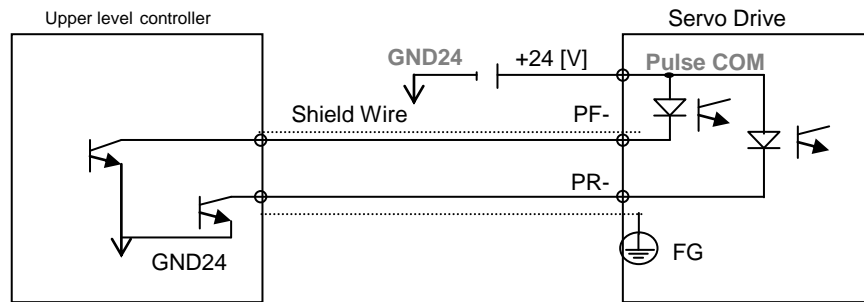 Upper level controller
Servo Drive
GND24
+24 [V]
Pulse COM
Shield Wire
PF-
PR-
GND24
FG